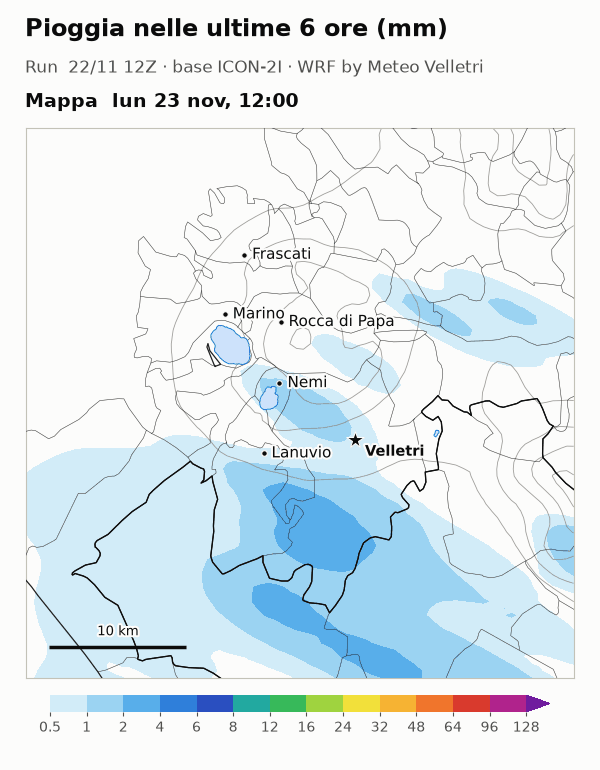 Pioggia nelle ultime 6 ore (mm)
Run  22/11 12Z · base ICON-2I · WRF by Meteo Velletri
Mappa  lun 23 nov, 12:00
Frascati
Marino
Rocca di Papa
Nemi
Velletri
Lanuvio
10 km
0.5 1 2 4 6 8 12 16 24 32 48 64 96 128